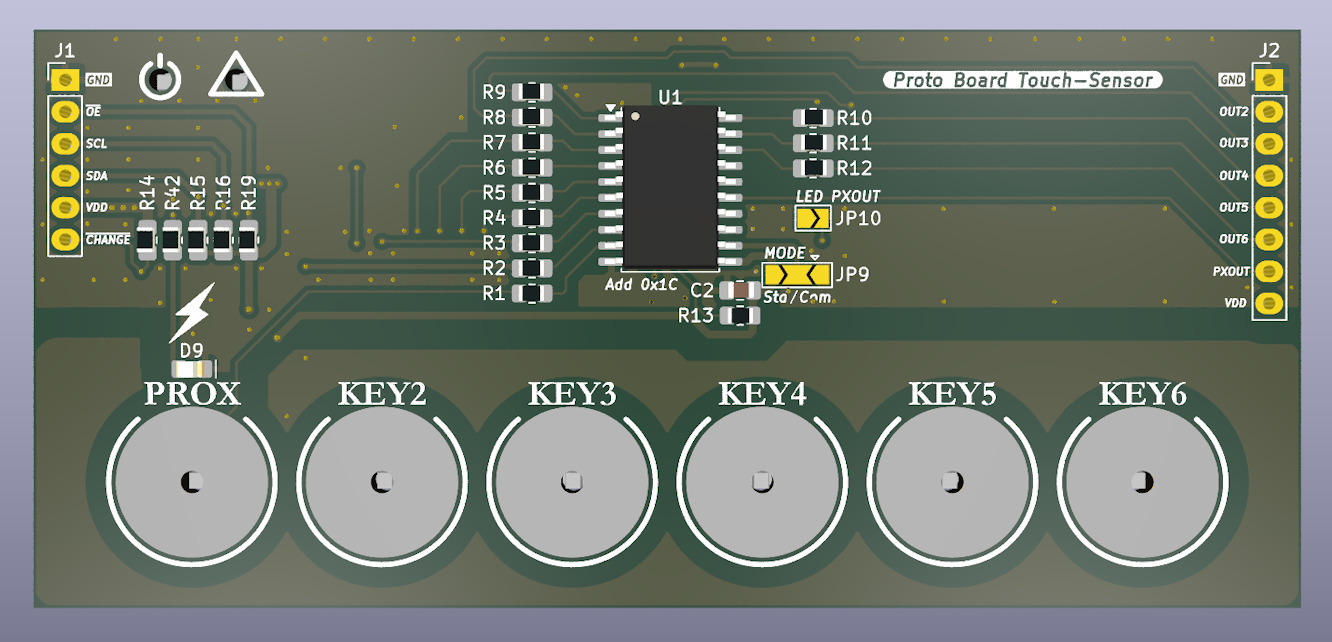 J1
GND
OE
SCL
SDA
VDD
CHANGE
R14
R42
R15
R16
R19
D9
R9
R8
R7
R6
R5
R4
R3
R2
R1
U1
Add 0x1C
C2
R13
R10
R11
R12
LED PXOUT
JP10
MODE
JP9
Sta/Com
Proto Board Touch-Sensor
J2
GND
OUT2
OUT3
OUT4
OUT5
OUT6
PXOUT
VDD
PROX
KEY2
KEY3
KEY4
KEY5
KEY6